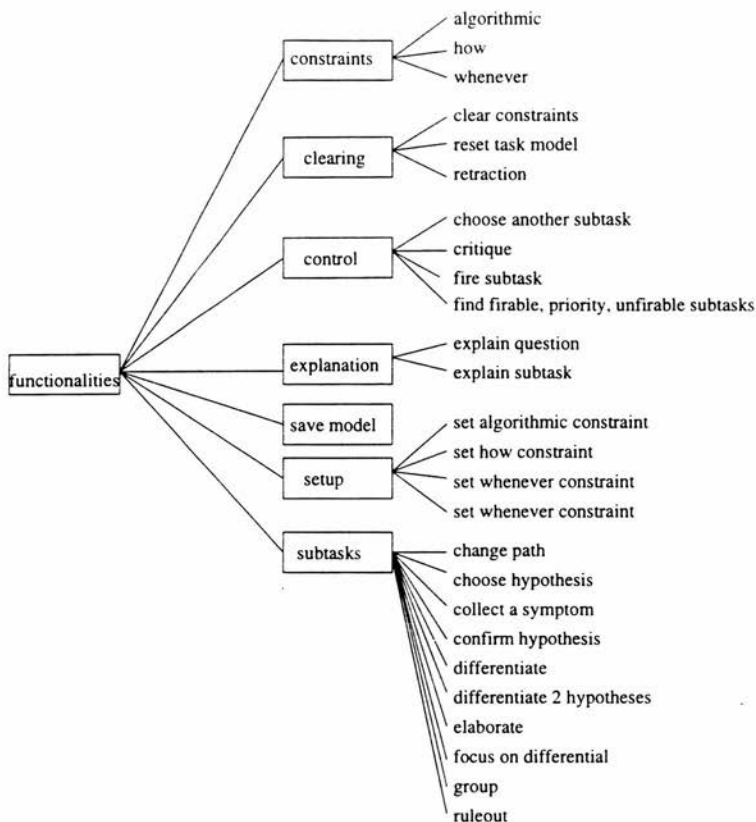 algorithmic
constraints
how
whenever
clear constraints
clearing
reset task model
retraction
choose another subtask
control
critique
fire subtask
find firable, priority, unfirable subtasks
functionalities
explanation
explain question
explain subtask
save model
setup
set algorithmic constraint
set how constraint
set whenever constraint
set whenever constraint
subtasks
change path
choose hypothesis
collect a symptom
confirm hypothesis
differentiate
differentiate 2 hypotheses
elaborate
focus on differential
group
ruleout